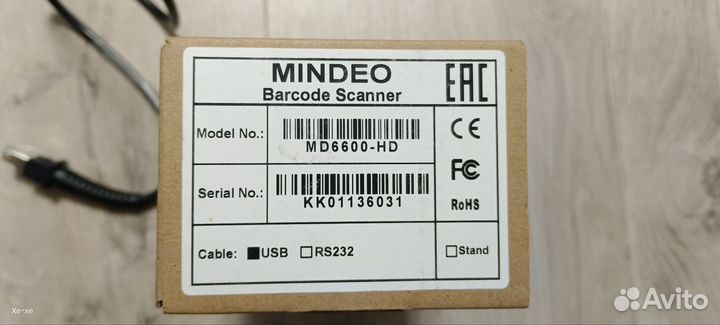 MINDEO
Barcode Scanner
EAC
Model No.:
MD6600-HD
CE
FC
Serial No.:
KK01136031
RoHS
Cable: ■USB □RS232
□Stand
Xe-xe
Avito